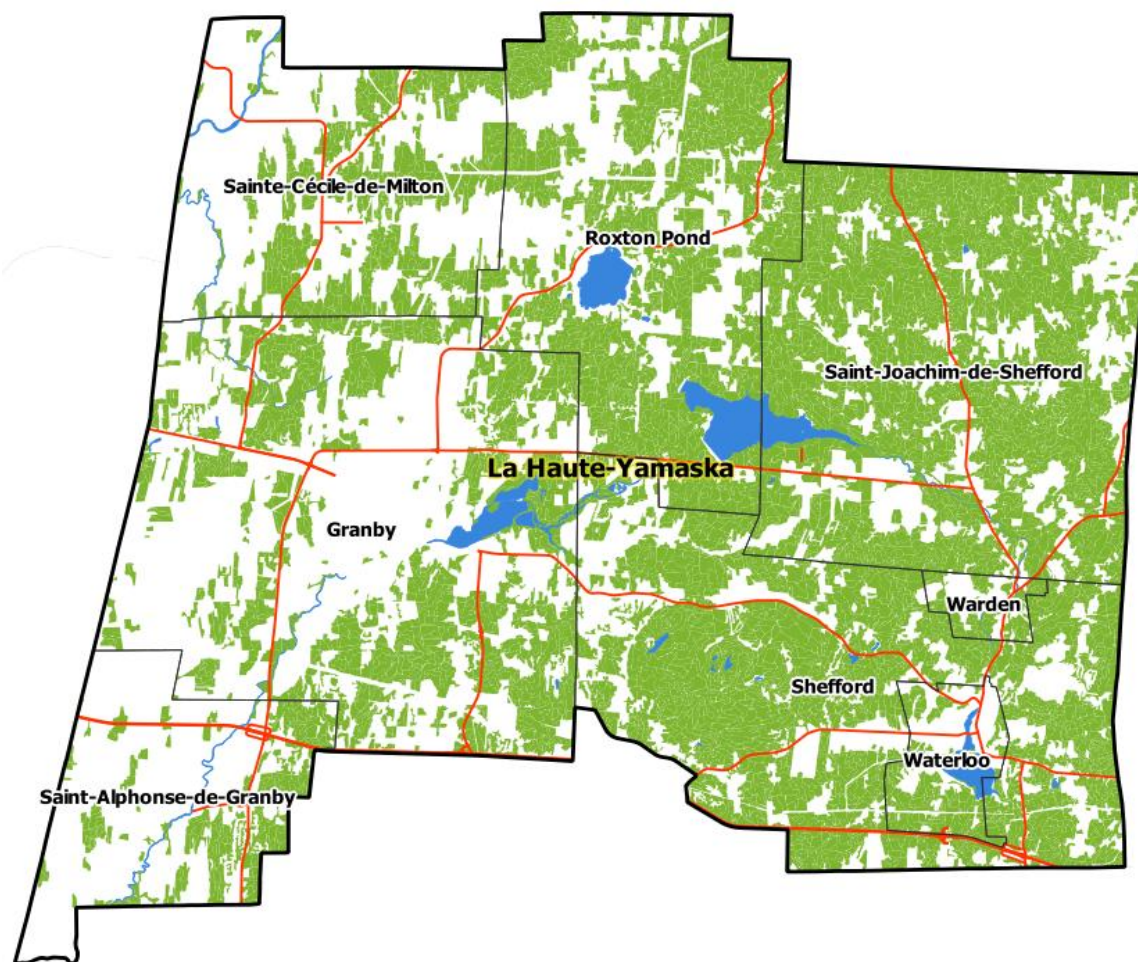 Sainte-Cécile-de-Milton
Roxton Pond
Saint-Joachim-de-Shefford
La Haute-Yamaska
Granby
Warden
Shefford
Waterloo
Saint-Alphonse-de-Granby